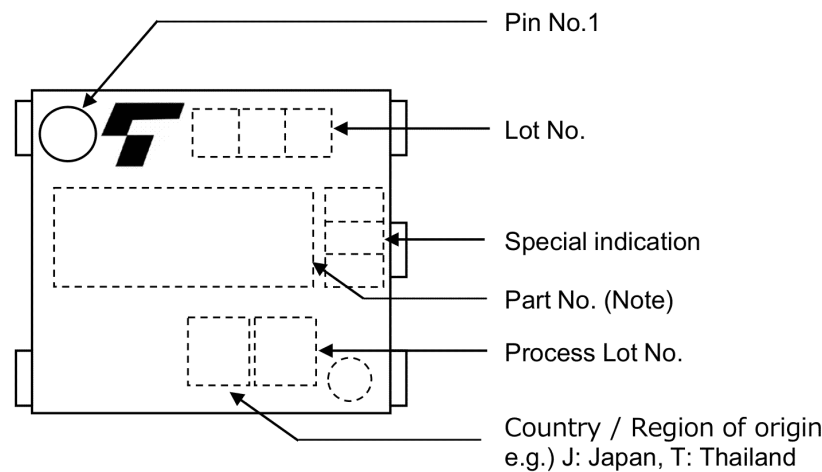 Pin No.1
Lot No.
Special indication
Part No. (Note)
Process Lot No.
Country / Region of origin
e.g.) J: Japan, T: Thailand